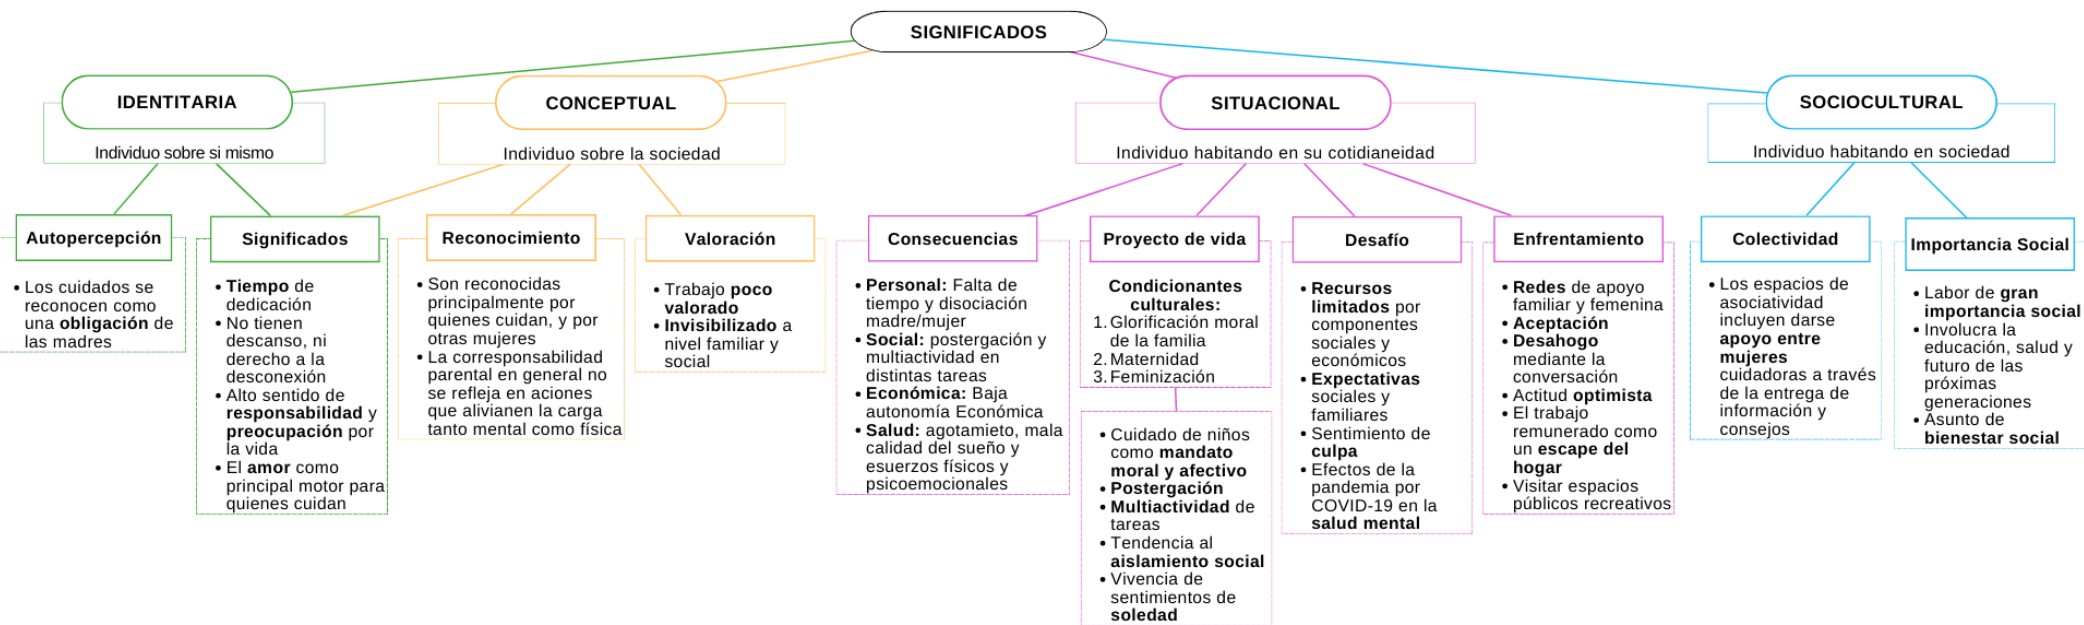 SIGNIFICADOS
IDENTITARIA
Individuo sobre si mismo
CONCEPTUAL
Individuo sobre la sociedad
SITUACIONAL
Individuo habitando en su cotidianeidad
SOCIOCULTURAL
Individuo habitando en sociedad
Autopercepción
• Los cuidados se
reconocen como
una obligación de
las madres
Significados
• Tiempo de
dedicación
• No tienen
descanso, ni
derecho a la
desconexión
• Alto sentido de
responsabilidad y
preocupación por
la vida
• El amor como
principal motor para
quienes cuidan
Reconocimiento
• Son reconocidas
principalmente por
quienes cuidan, y por
otras mujeres
• La corresponsabilidad
parental en general no
se refleja en acciones
que alivianen la carga
tanto mental como física
Valoración
• Trabajo poco
valorado
• Invisibilizado a
nivel familiar y
social
Consecuencias
• Personal: Falta de
tiempo y disociación
madre/mujer
• Social: postergación y
multiactividad en
distintas tareas
• Económica: Baja
autonomía Económica
• Salud: agotamieto, mala
calidad del sueño y
esuerzos físicos y
psicoemocionales
Proyecto de vida
Condicionantes
culturales:
1. Glorificación moral
de la familia
2. Maternidad
3. Feminización
• Cuidado de niños
como mandato
moral y afectivo
• Postergación
• Multiactividad de
tareas
• Tendencia al
aislamiento social
• Vivencia de
sentimientos de
soledad
Desafío
• Recursos
limitados por
componentes
sociales y
económicos
• Expectativas
sociales y
familiares
• Sentimiento de
culpa
• Efectos de la
pandemia por
COVID-19 en la
salud mental
Enfrentamiento
• Redes de apoyo
familiar y femenina
• Aceptación
• Desahogo
mediante la
conversación
• Actitud optimista
• El trabajo
remunerado como
un escape del
hogar
• Visitar espacios
públicos recreativos
Colectividad
• Los espacios de
asociatividad
incluyen darse
apoyo entre
mujeres
cuidadoras a través
de la entrega de
información y
consejos
Importancia Social
• Labor de gran
importancia social
• Involucra la
educación, salud y
futuro de las
próximas
generaciones
• Asunto de
bienestar social